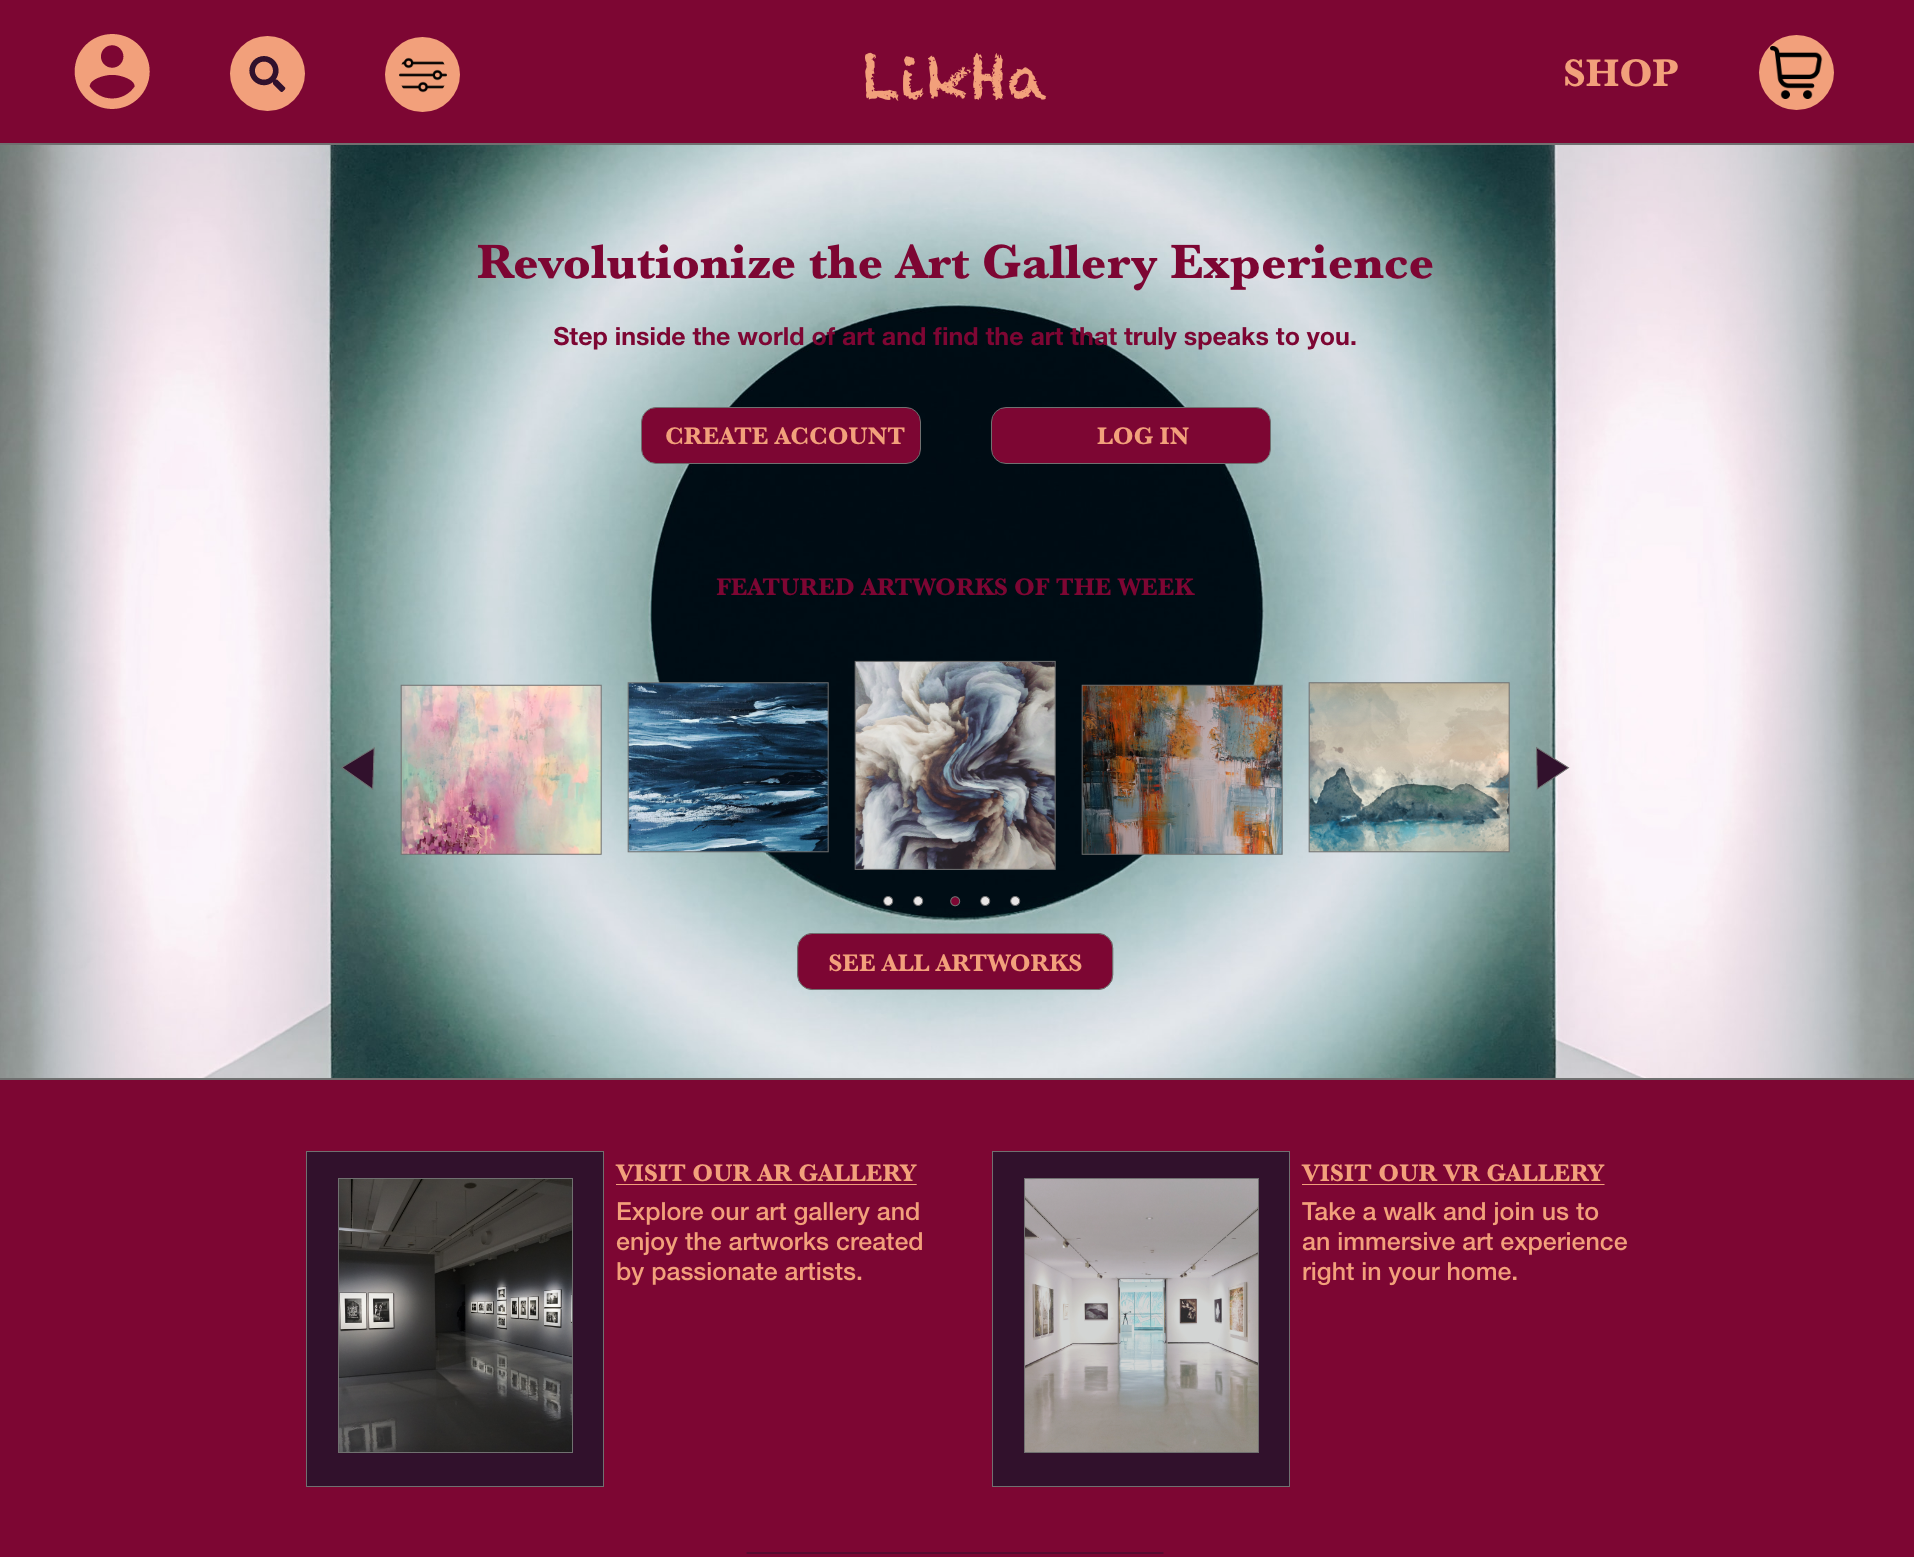 LikHa
SHOP
Revolutionize the Art Gallery Experience
Step inside the world of art and find the art that truly speaks to you.
CREATE ACCOUNT
LOG IN
FEATURED ARTWORKS OF THE WEEK
SEE ALL ARTWORKS
VISIT OUR AR GALLERY
Explore our art gallery and
enjoy the artworks created
by passionate artists.
VISIT OUR VR GALLERY
Take a walk and join us to
an immersive art experience
right in your home.